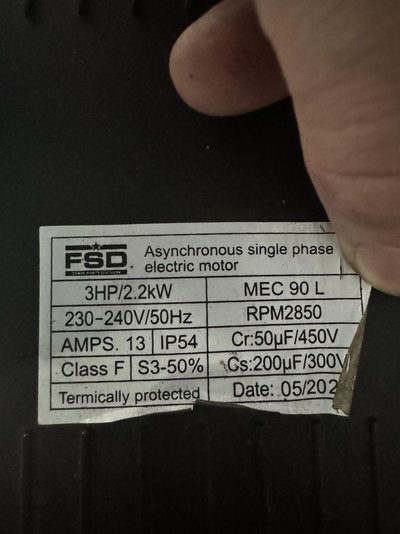 FSD
Asynchronous single phase
electric motor
3HP/2.2kW
MEC 90 L
230-240V/50Hz
RPM2850
AMPS. 13
IP54
Cr:50µF/450V
Class F
S3-50%
Cs:200µF/300V
Termically protected
Date: 05/202